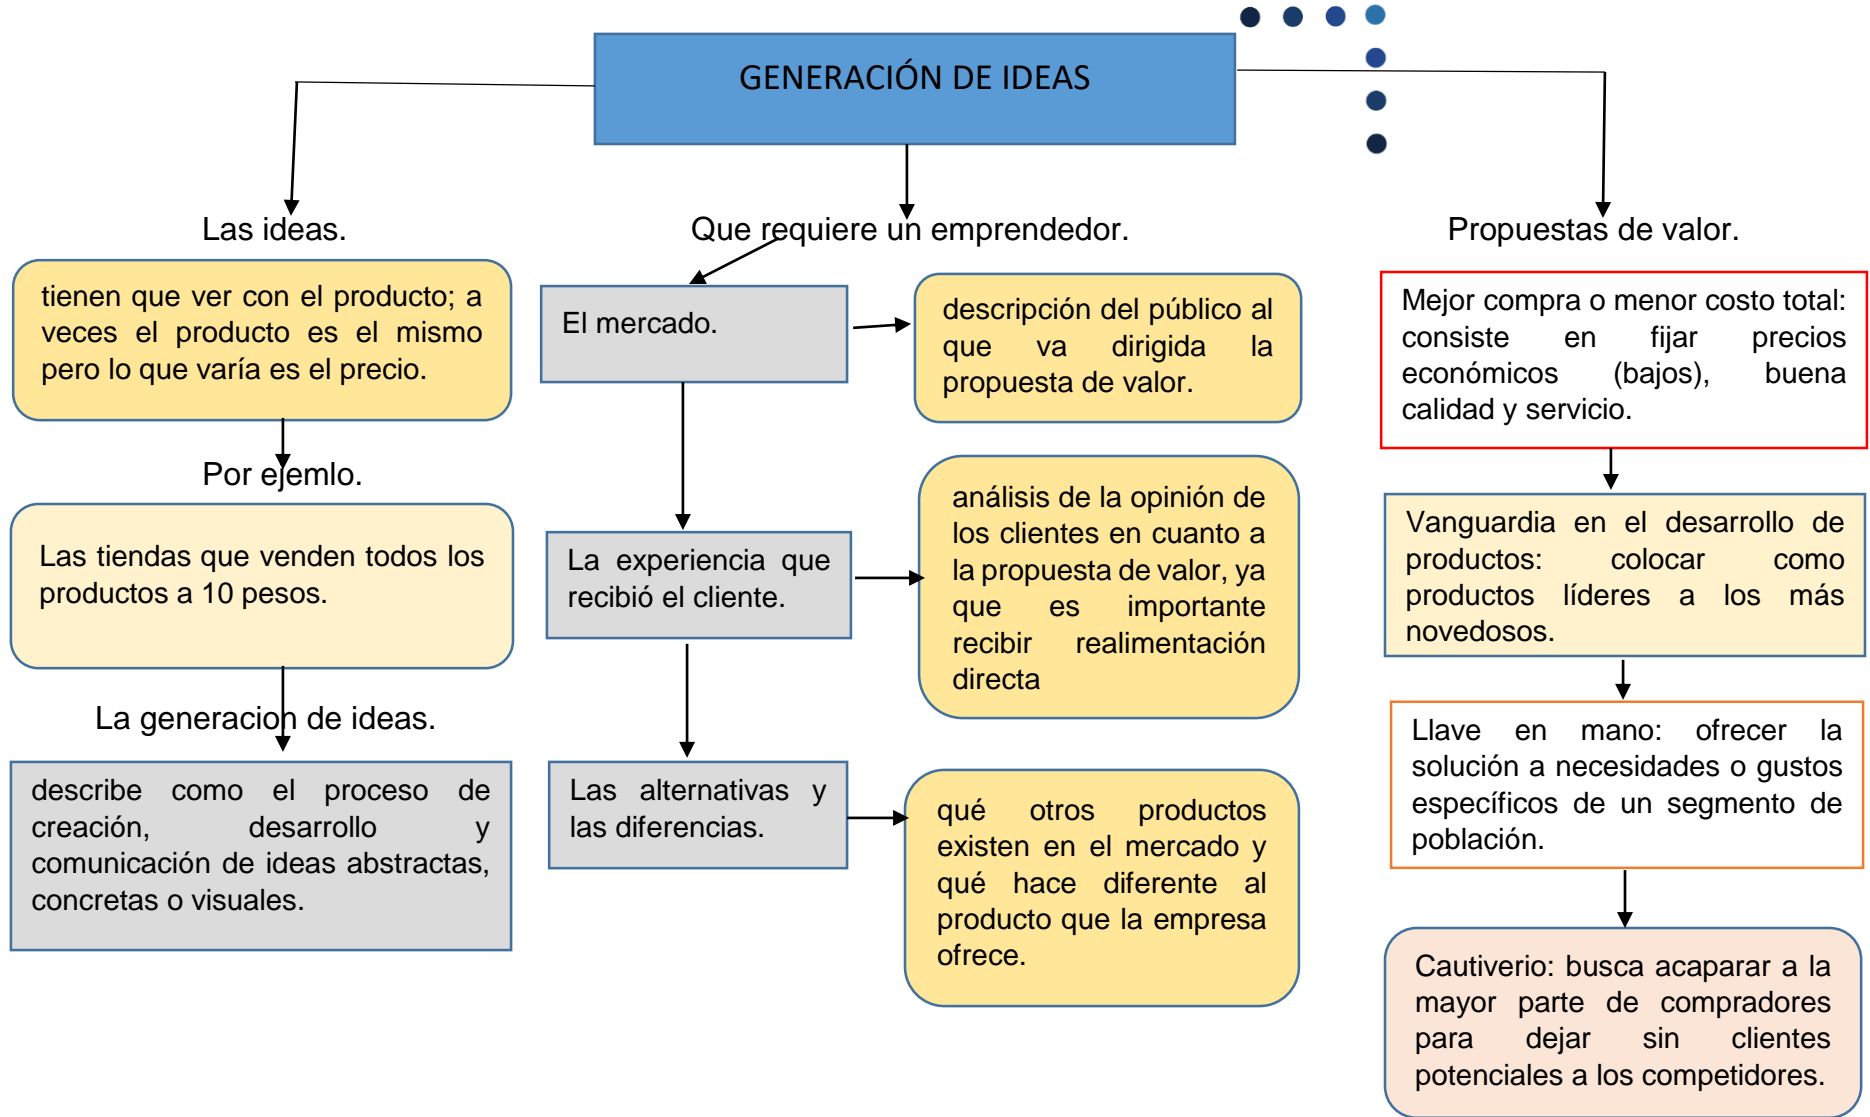 GENERACIÓN DE IDEAS
Las ideas.
tienen que ver con el producto; a
veces el producto es el mismo
pero lo que varía es el precio.
Por ejemlo.
Las tiendas que venden todos los
productos a 10 pesos.
La generacion de ideas.
describe como el proceso de
creación, desarrollo y
comunicación de ideas abstractas,
concretas o visuales.
Que requiere un emprendedor.
El mercado.
descripción del público al
que va dirigida la
propuesta de valor.
La experiencia que
recibió el cliente.
análisis de la opinión de
los clientes en cuanto a
la propuesta de valor, ya
que es importante
recibir realimentación
directa
Las alternativas y
las diferencias.
qué otros productos
existen en el mercado y
qué hace diferente al
producto que la empresa
ofrece.
Propuestas de valor.
Mejor compra o menor costo total:
consiste en fijar precios
económicos (bajos), buena
calidad y servicio.
Vanguardia en el desarrollo de
productos: colocar como
productos líderes a los más
novedosos.
Llave en mano: ofrecer la
solución a necesidades o gustos
específicos de un segmento de
población.
Cautiverio: busca acaparar a la
mayor parte de compradores
para dejar sin clientes
potenciales a los competidores.